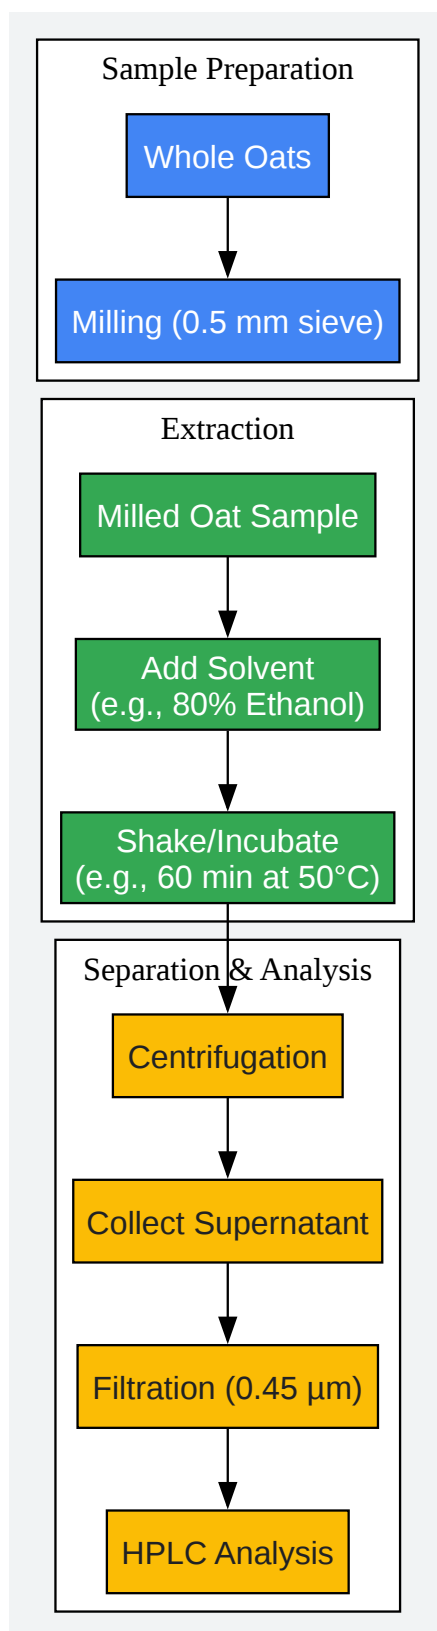 Sample Preparation
Whole Oats
Milling (0.5 mm sieve)
Extraction
Milled Oat Sample
Add Solvent
(e.g., 80% Ethanol)
Shake/Incubate
(e.g., 60 min at 50°C)
Separation & Analysis
Centrifugation
Collect Supernatant
Filtration (0.45 µm)
HPLC Analysis